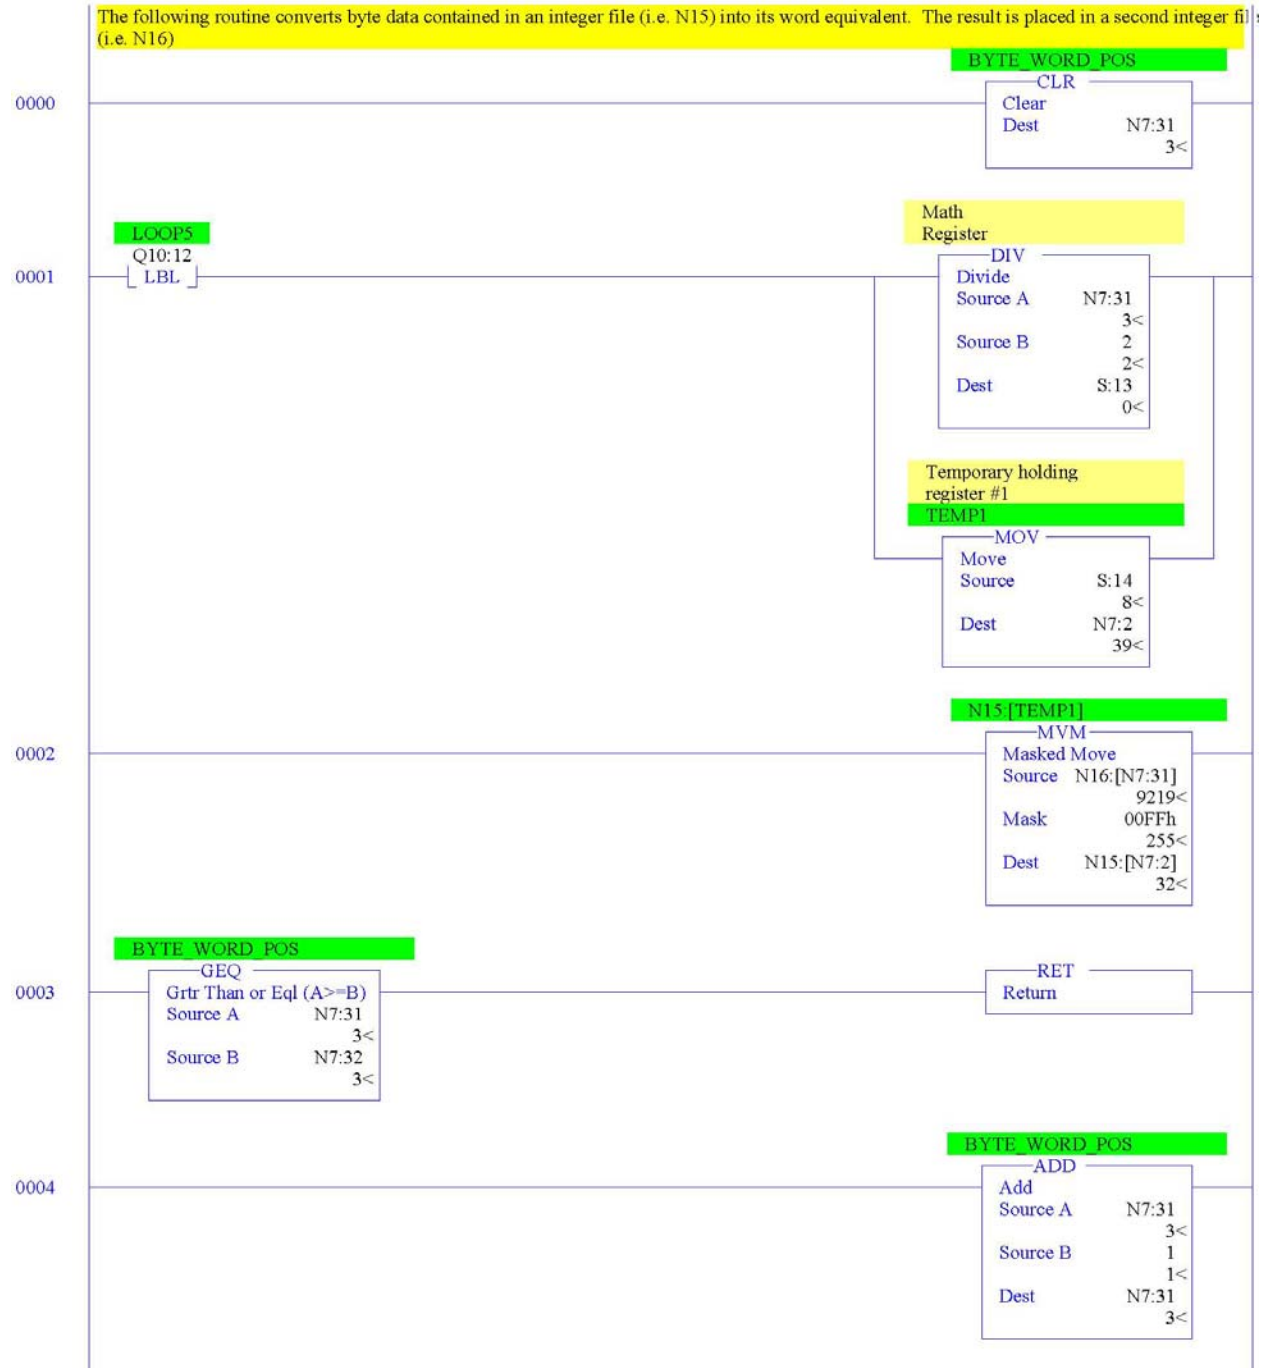 The following routine converts byte data contained in an integer file (i.e. N15) into its word equivalent. The result is placed in a second integer fil
(i.e. N16)
BYTE_WORD_POS
CLR
0000
Clear
Dest N7:31
3<
Math
Register
LOOP5
Q10:12
DIV
0001
LBL
Divide
Source A N7:31
3<
Source B 2
2<
Dest S:13
0<
Temporary holding
register #1
TEMP1
MOV
Move
Source S:14
8<
Dest N7:2
39<
N15:[TEMP1]
MVM
0002
Masked Move
Source N16:[N7:31]
9219<
Mask 00FFh
255<
Dest N15:[N7:2]
32<
BYTE_WORD_POS
GEQ
RET
0003
Grtr Than or Eql (A>=B)
Return
Source A N7:31
3<
Source B N7:32
3<
BYTE_WORD_POS
ADD
0004
Add
Source A N7:31
3<
Source B 1
1<
Dest N7:31
3<